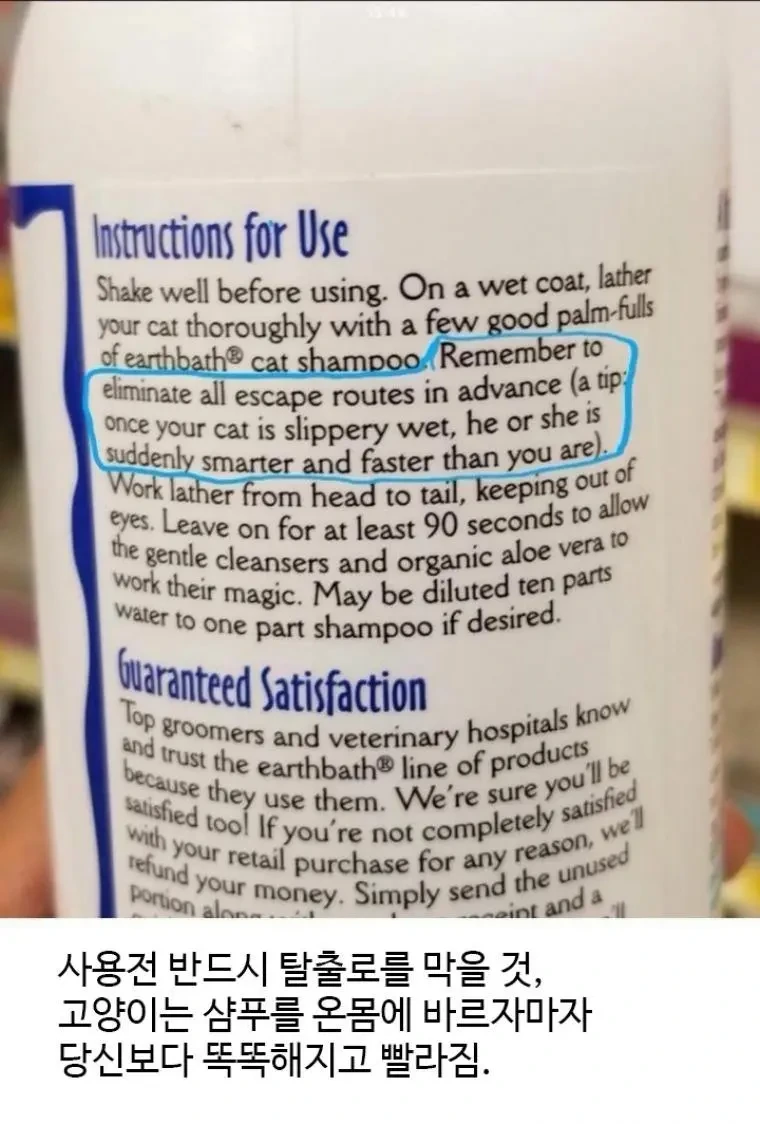 Instructions for Use
Shake well before using. On a wet coat, lather
your cat thoroughly with a few good palm-fulls
of earthbath® cat shampoo. Remember to
eliminate all escape routes in advance (a tip:
once your cat is slippery wet, he or she is
suddenly smarter and faster than you are).
Work lather from head to tail, keeping out of
eyes. Leave on for at least 90 seconds to allow
the gentle cleansers and organic aloe vera to
work their magic. May be diluted ten parts
water to one part shampoo if desired.
Guaranteed Satisfaction
Top groomers and veterinary hospitals know
and trust the earthbath® line of products
because they use them. We're sure you'll be
satisfied too! If you're not completely satisfied
with your retail purchase for any reason, we'll
refund your money. Simply send the unused
portion and a
사용전 반드시 탈출로를 막을 것,
고양이는 샴푸를 온몸에 바르자마자
당신보다 똑똑해지고 빨라짐.